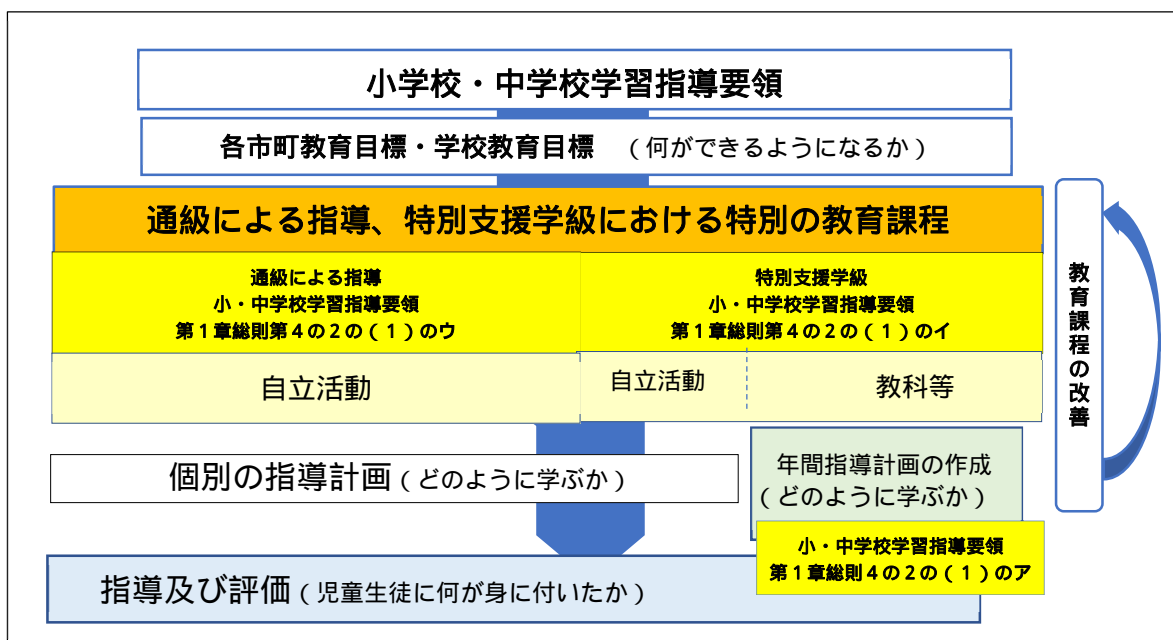 小学校・中学校学習指導要領
各市町教育目標・学校教育目標　（何ができるようになるか）
通級による指導、特別支援学級における特別の教育課程
通級による指導
小・中学校学習指導要領
第１章総則第４の２の（１）のウ
特別支援学級
小・中学校学習指導要領
第１章総則第４の２の（１）のイ
自立活動
自立活動
教科等
個別の指導計画（どのように学ぶか）
年間指導計画の作成
（どのように学ぶか）
小・中学校学習指導要領
第１章総則４の２の（１）のア
指導及び評価（児童生徒に何が身に付いたか）
教育課程の改善